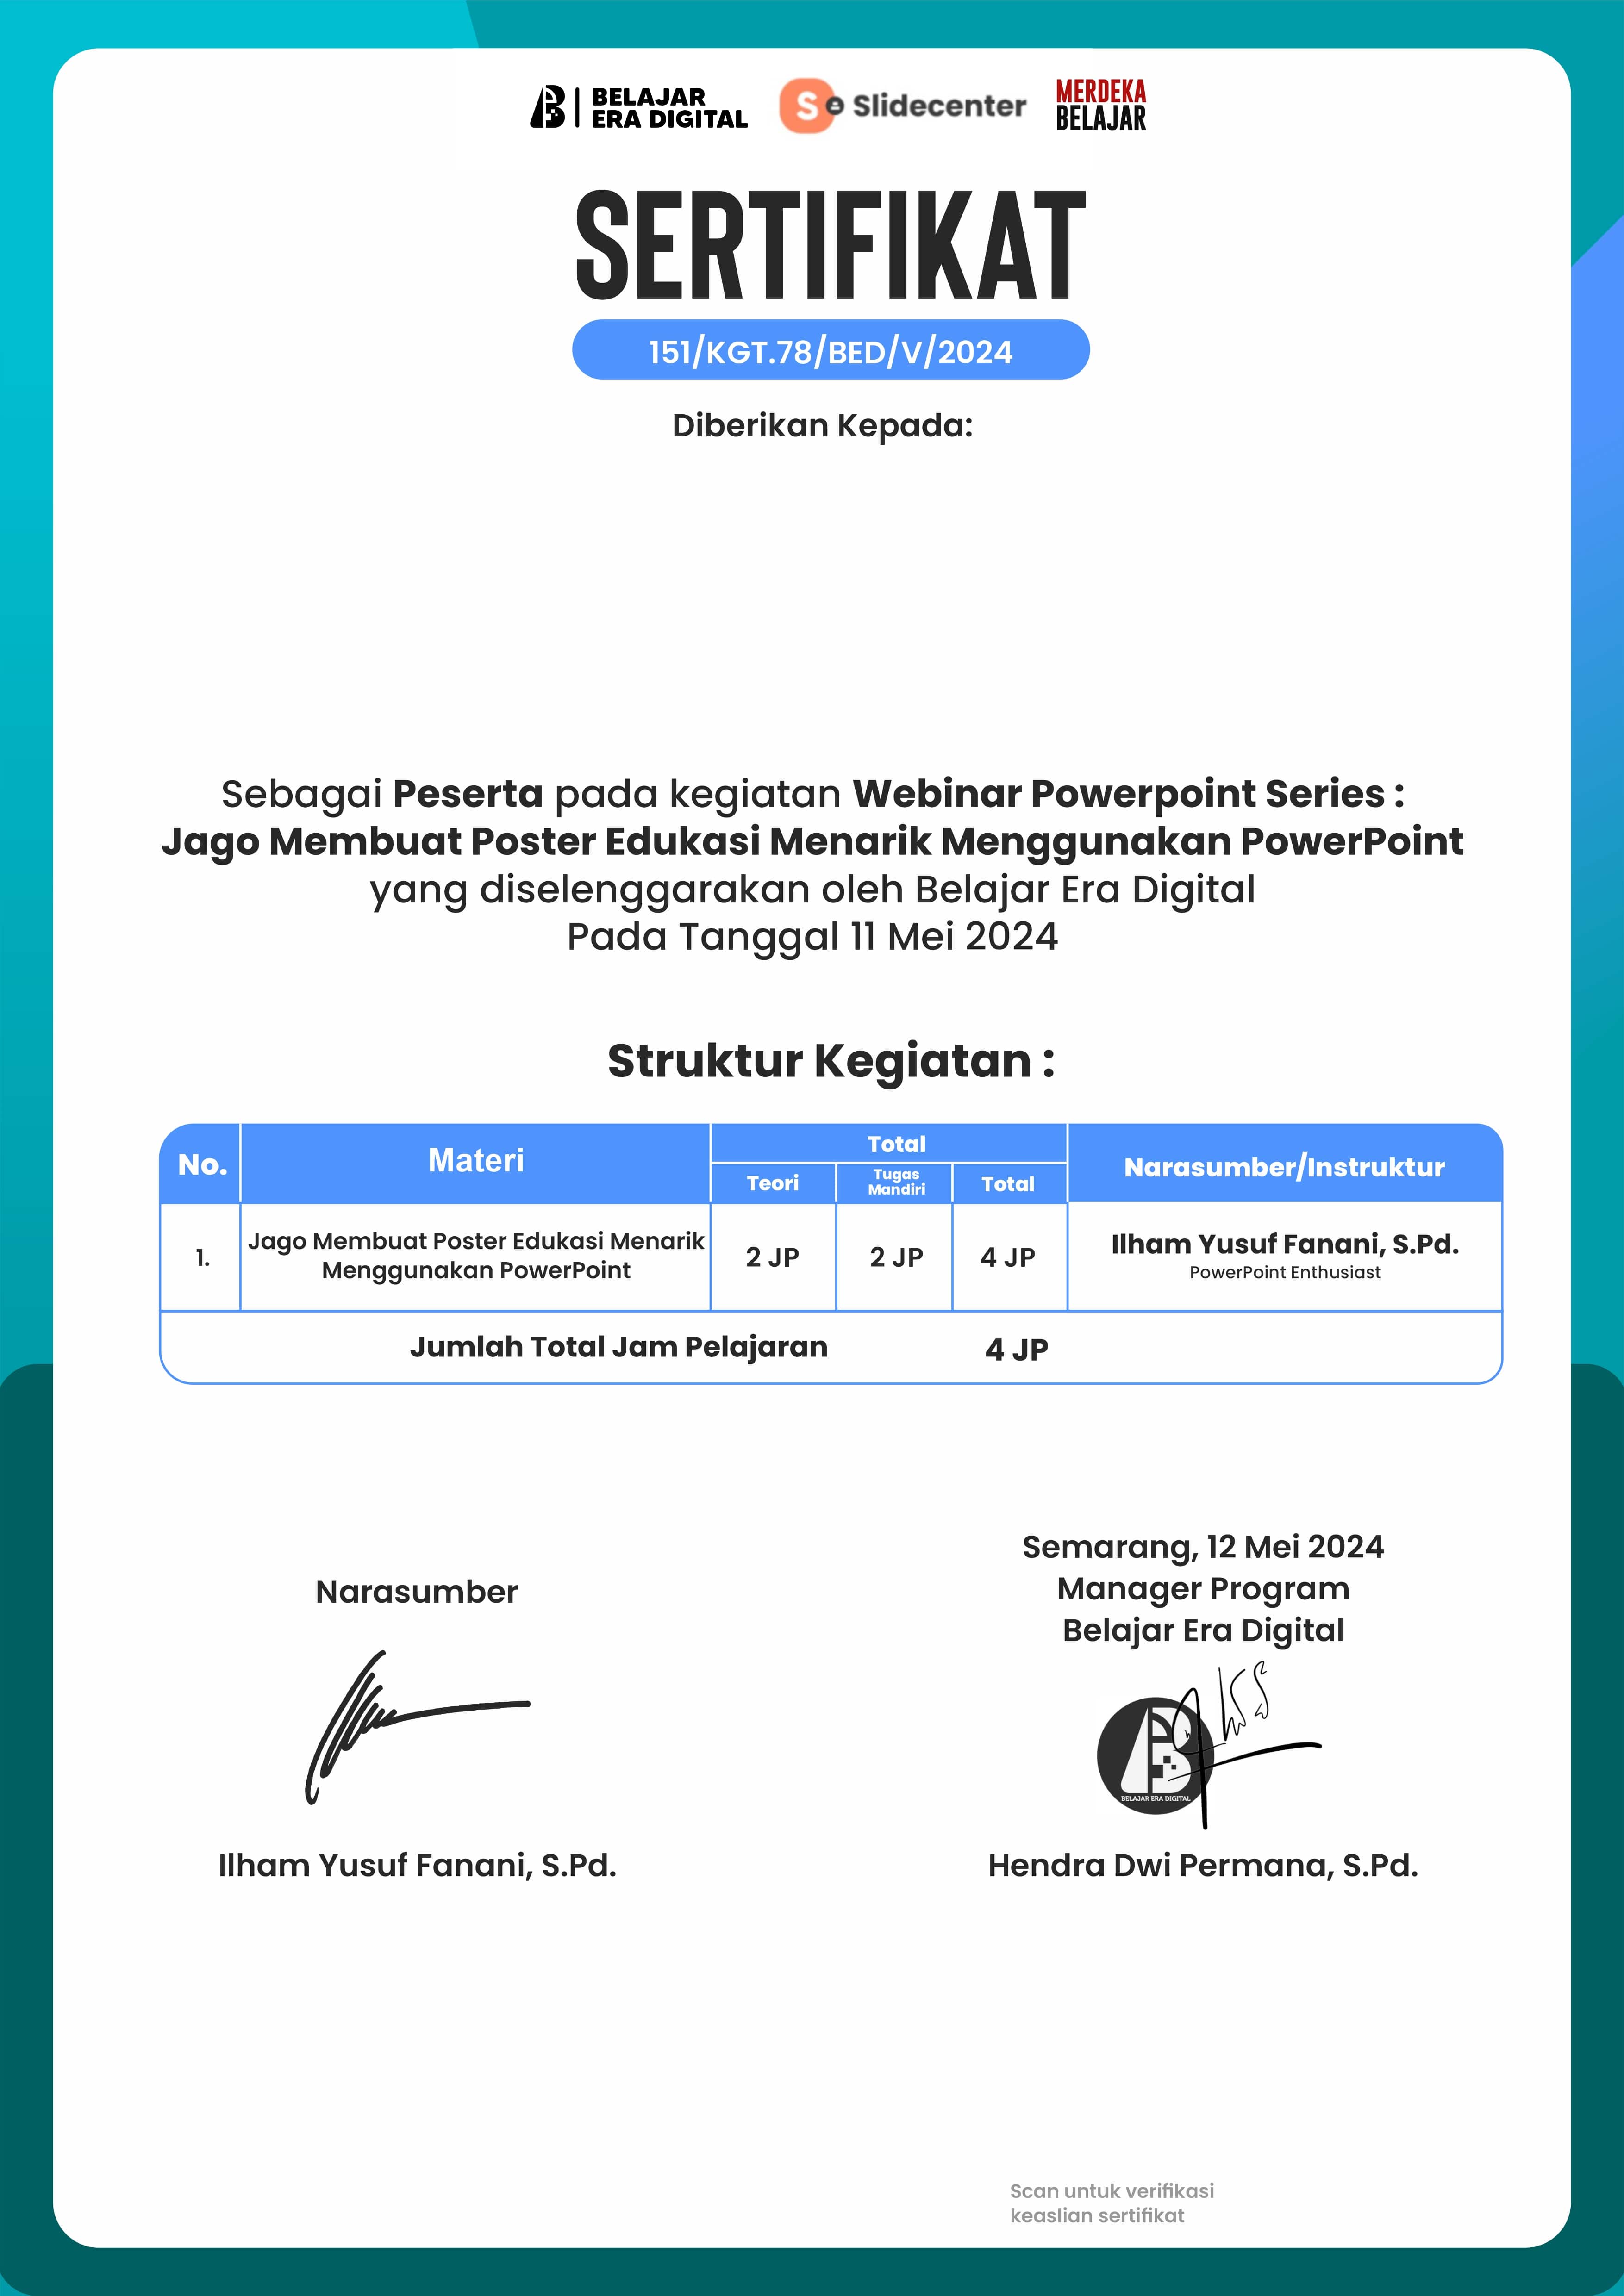 BELAJAR
ERA DIGITAL
Slidecenter
MERDEKA
BELAJAR
SERTIFIKAT
151/KGT.78/BED/V/2024
Diberikan Kepada:
Sebagai Peserta pada kegiatan Webinar Powerpoint Series :
Jago Membuat Poster Edukasi Menarik Menggunakan PowerPoint
yang diselenggarakan oleh Belajar Era Digital
Pada Tanggal 11 Mei 2024
Struktur Kegiatan :
No. Materi Total Narasumber/Instruktur
Teori Tugas Mandiri Total
1. Jago Membuat Poster Edukasi Menarik
Menggunakan PowerPoint
2 JP 2 JP 4 JP
Ilham Yusuf Fanani, S.Pd.
PowerPoint Enthusiast
Jumlah Total Jam Pelajaran 4 JP
Narasumber
Ilham Yusuf Fanani, S.Pd.
Semarang, 12 Mei 2024
Manager Program
Belajar Era Digital
BELAJAR ERA DIGITAL
Hendra Dwi Permana, S.Pd.
Scan untuk verifikasi
keaslian sertifikat